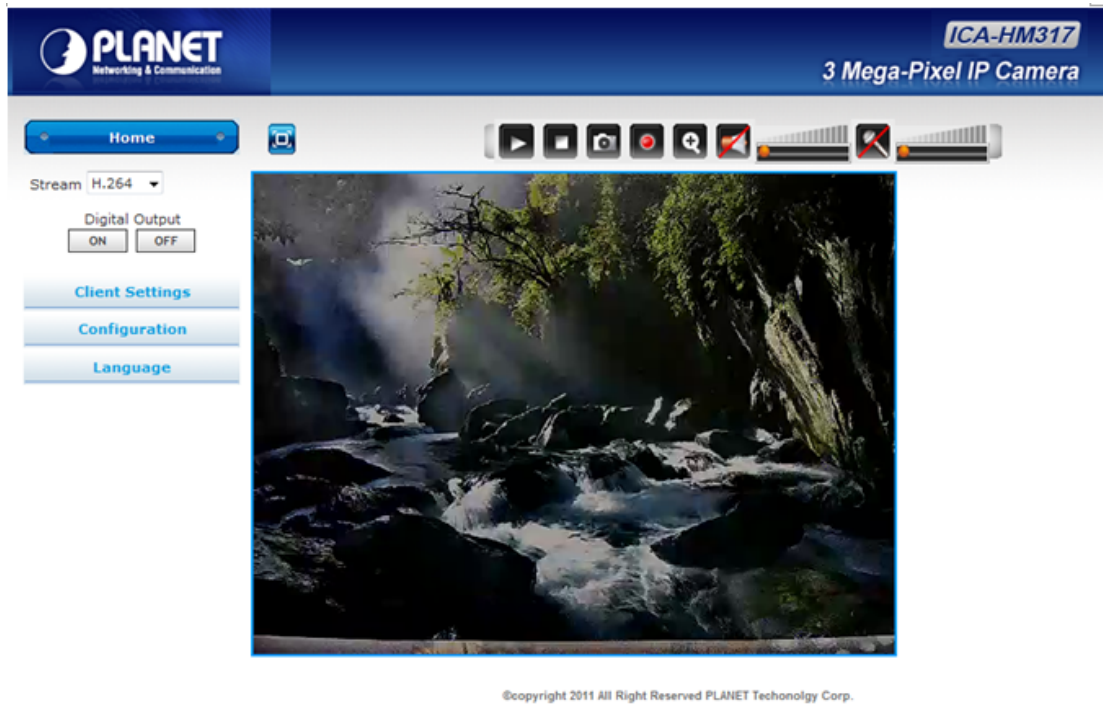 PLANET
Networking & Communication
ICA-HM317
3 Mega-Pixel IP Camera
Home
Stream H.264
Digital Output
ON OFF
Client Settings
Configuration
Language
©copyright 2011 All Right Reserved PLANET Techonolgy Corp.